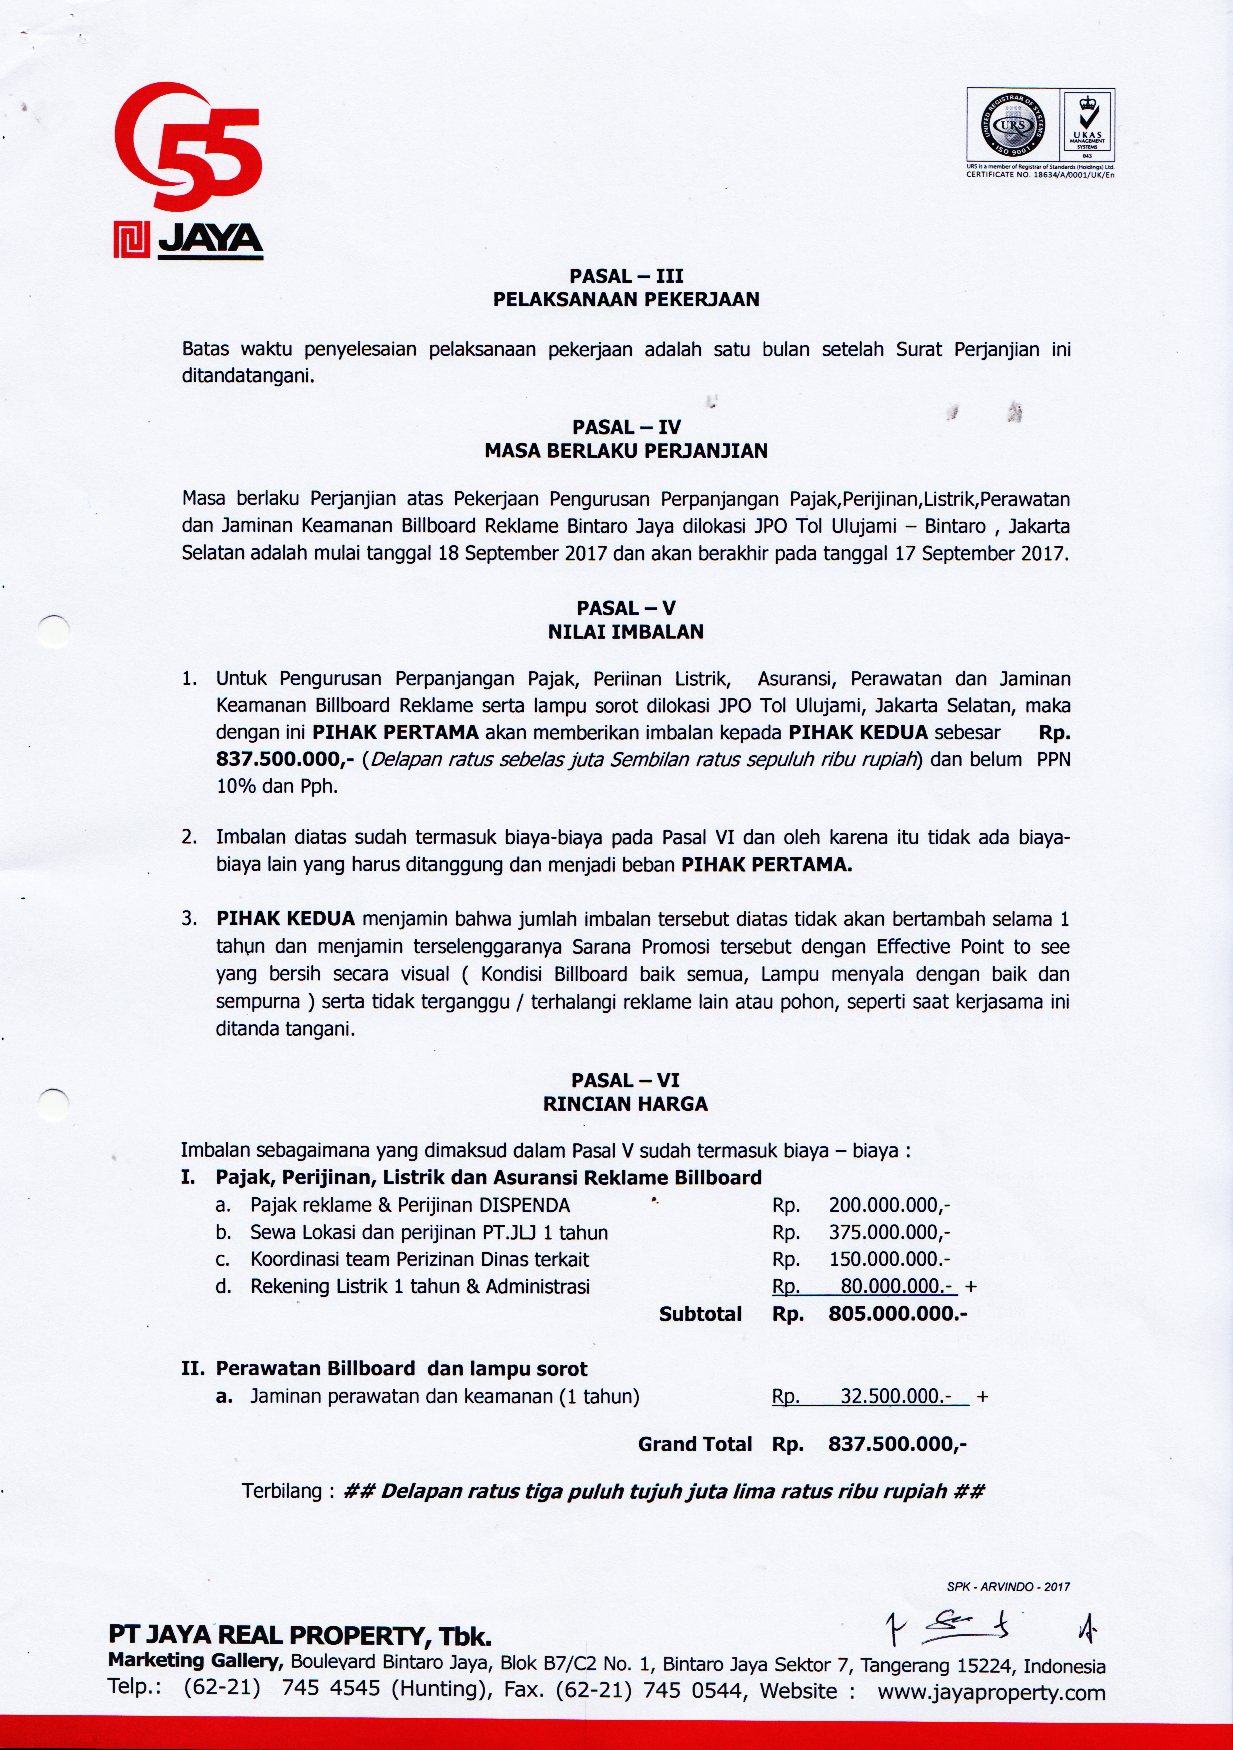 55
JAYA
UNITED REGISTRAR OF SYSTEMS
URS
ISO 9001
UKAS
MANAGEMENT
SYSTEMS
043
URS is a member of Registrar of Standards (Holdings) Ltd.
CERTIFICATE NO. 18634/A/0001/UK/En
PASAL – III
PELAKSANAAN PEKERJAAN
Batas waktu penyelesaian pelaksanaan pekerjaan adalah satu bulan setelah Surat Perjanjian ini
ditandatangani.
PASAL – IV
MASA BERLAKU PERJANJIAN
Masa berlaku Perjanjian atas Pekerjaan Pengurusan Perpanjangan Pajak,Perijinan,Listrik,Perawatan
dan Jaminan Keamanan Billboard Reklame Bintaro Jaya dilokasi JPO Tol Ulujami – Bintaro , Jakarta
Selatan adalah mulai tanggal 18 September 2017 dan akan berakhir pada tanggal 17 September 2017.
PASAL – V
NILAI IMBALAN
1. Untuk Pengurusan Perpanjangan Pajak, Periinan Listrik, Asuransi, Perawatan dan Jaminan
Keamanan Billboard Reklame serta lampu sorot dilokasi JPO Tol Ulujami, Jakarta Selatan, maka
dengan ini PIHAK PERTAMA akan memberikan imbalan kepada PIHAK KEDUA sebesar Rp.
837.500.000,- (Delapan ratus sebelas juta Sembilan ratus sepuluh ribu rupiah) dan belum PPN
10% dan Pph.
2. Imbalan diatas sudah termasuk biaya-biaya pada Pasal VI dan oleh karena itu tidak ada biaya-
biaya lain yang harus ditanggung dan menjadi beban PIHAK PERTAMA.
3. PIHAK KEDUA menjamin bahwa jumlah imbalan tersebut diatas tidak akan bertambah selama 1
tahun dan menjamin terselenggaranya Sarana Promosi tersebut dengan Effective Point to see
yang bersih secara visual ( Kondisi Billboard baik semua, Lampu menyala dengan baik dan
sempurna ) serta tidak terganggu / terhalangi reklame lain atau pohon, seperti saat kerjasama ini
ditanda tangani.
PASAL – VI
RINCIAN HARGA
Imbalan sebagaimana yang dimaksud dalam Pasal V sudah termasuk biaya – biaya :
I. Pajak, Perijinan, Listrik dan Asuransi Reklame Billboard
a. Pajak reklame & Perijinan DISPENDA Rp. 200.000.000,-
b. Sewa Lokasi dan perijinan PT.JLJ 1 tahun Rp. 375.000.000,-
c. Koordinasi team Perizinan Dinas terkait Rp. 150.000.000.-
d. Rekening Listrik 1 tahun & Administrasi Rp. 80.000.000.- +
Subtotal Rp. 805.000.000.-
II. Perawatan Billboard dan lampu sorot
a. Jaminan perawatan dan keamanan (1 tahun) Rp. 32.500.000.- +
Grand Total Rp. 837.500.000,-
Terbilang : ## Delapan ratus tiga puluh tujuh juta lima ratus ribu rupiah ##
SPK - ARVINDO - 2017
PT JAYA REAL PROPERTY, Tbk.
Marketing Gallery, Boulevard Bintaro Jaya, Blok B7/C2 No. 1, Bintaro Jaya Sektor 7, Tangerang 15224, Indonesia
Telp.: (62-21) 745 4545 (Hunting), Fax. (62-21) 745 0544, Website : www.jayaproperty.com